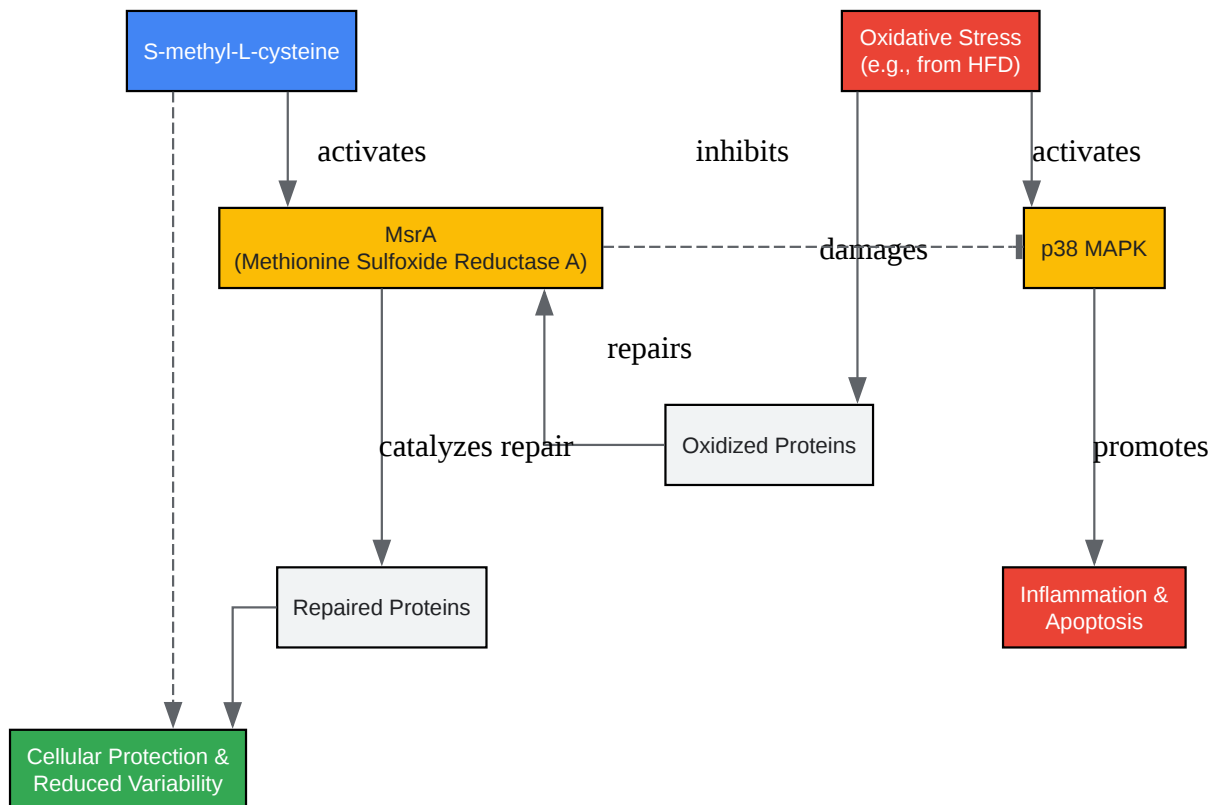 S-methyl-L-cysteine
Oxidative Stress
(e.g., from HFD)
activates
inhibits
activates
MsrA
(Methionine Sulfoxide Reductase A)
damages
p38 MAPK
repairs
catalyzes repair
Oxidized Proteins
promotes
Repaired Proteins
Inflammation &
Apoptosis
Cellular Protection &
Reduced Variability